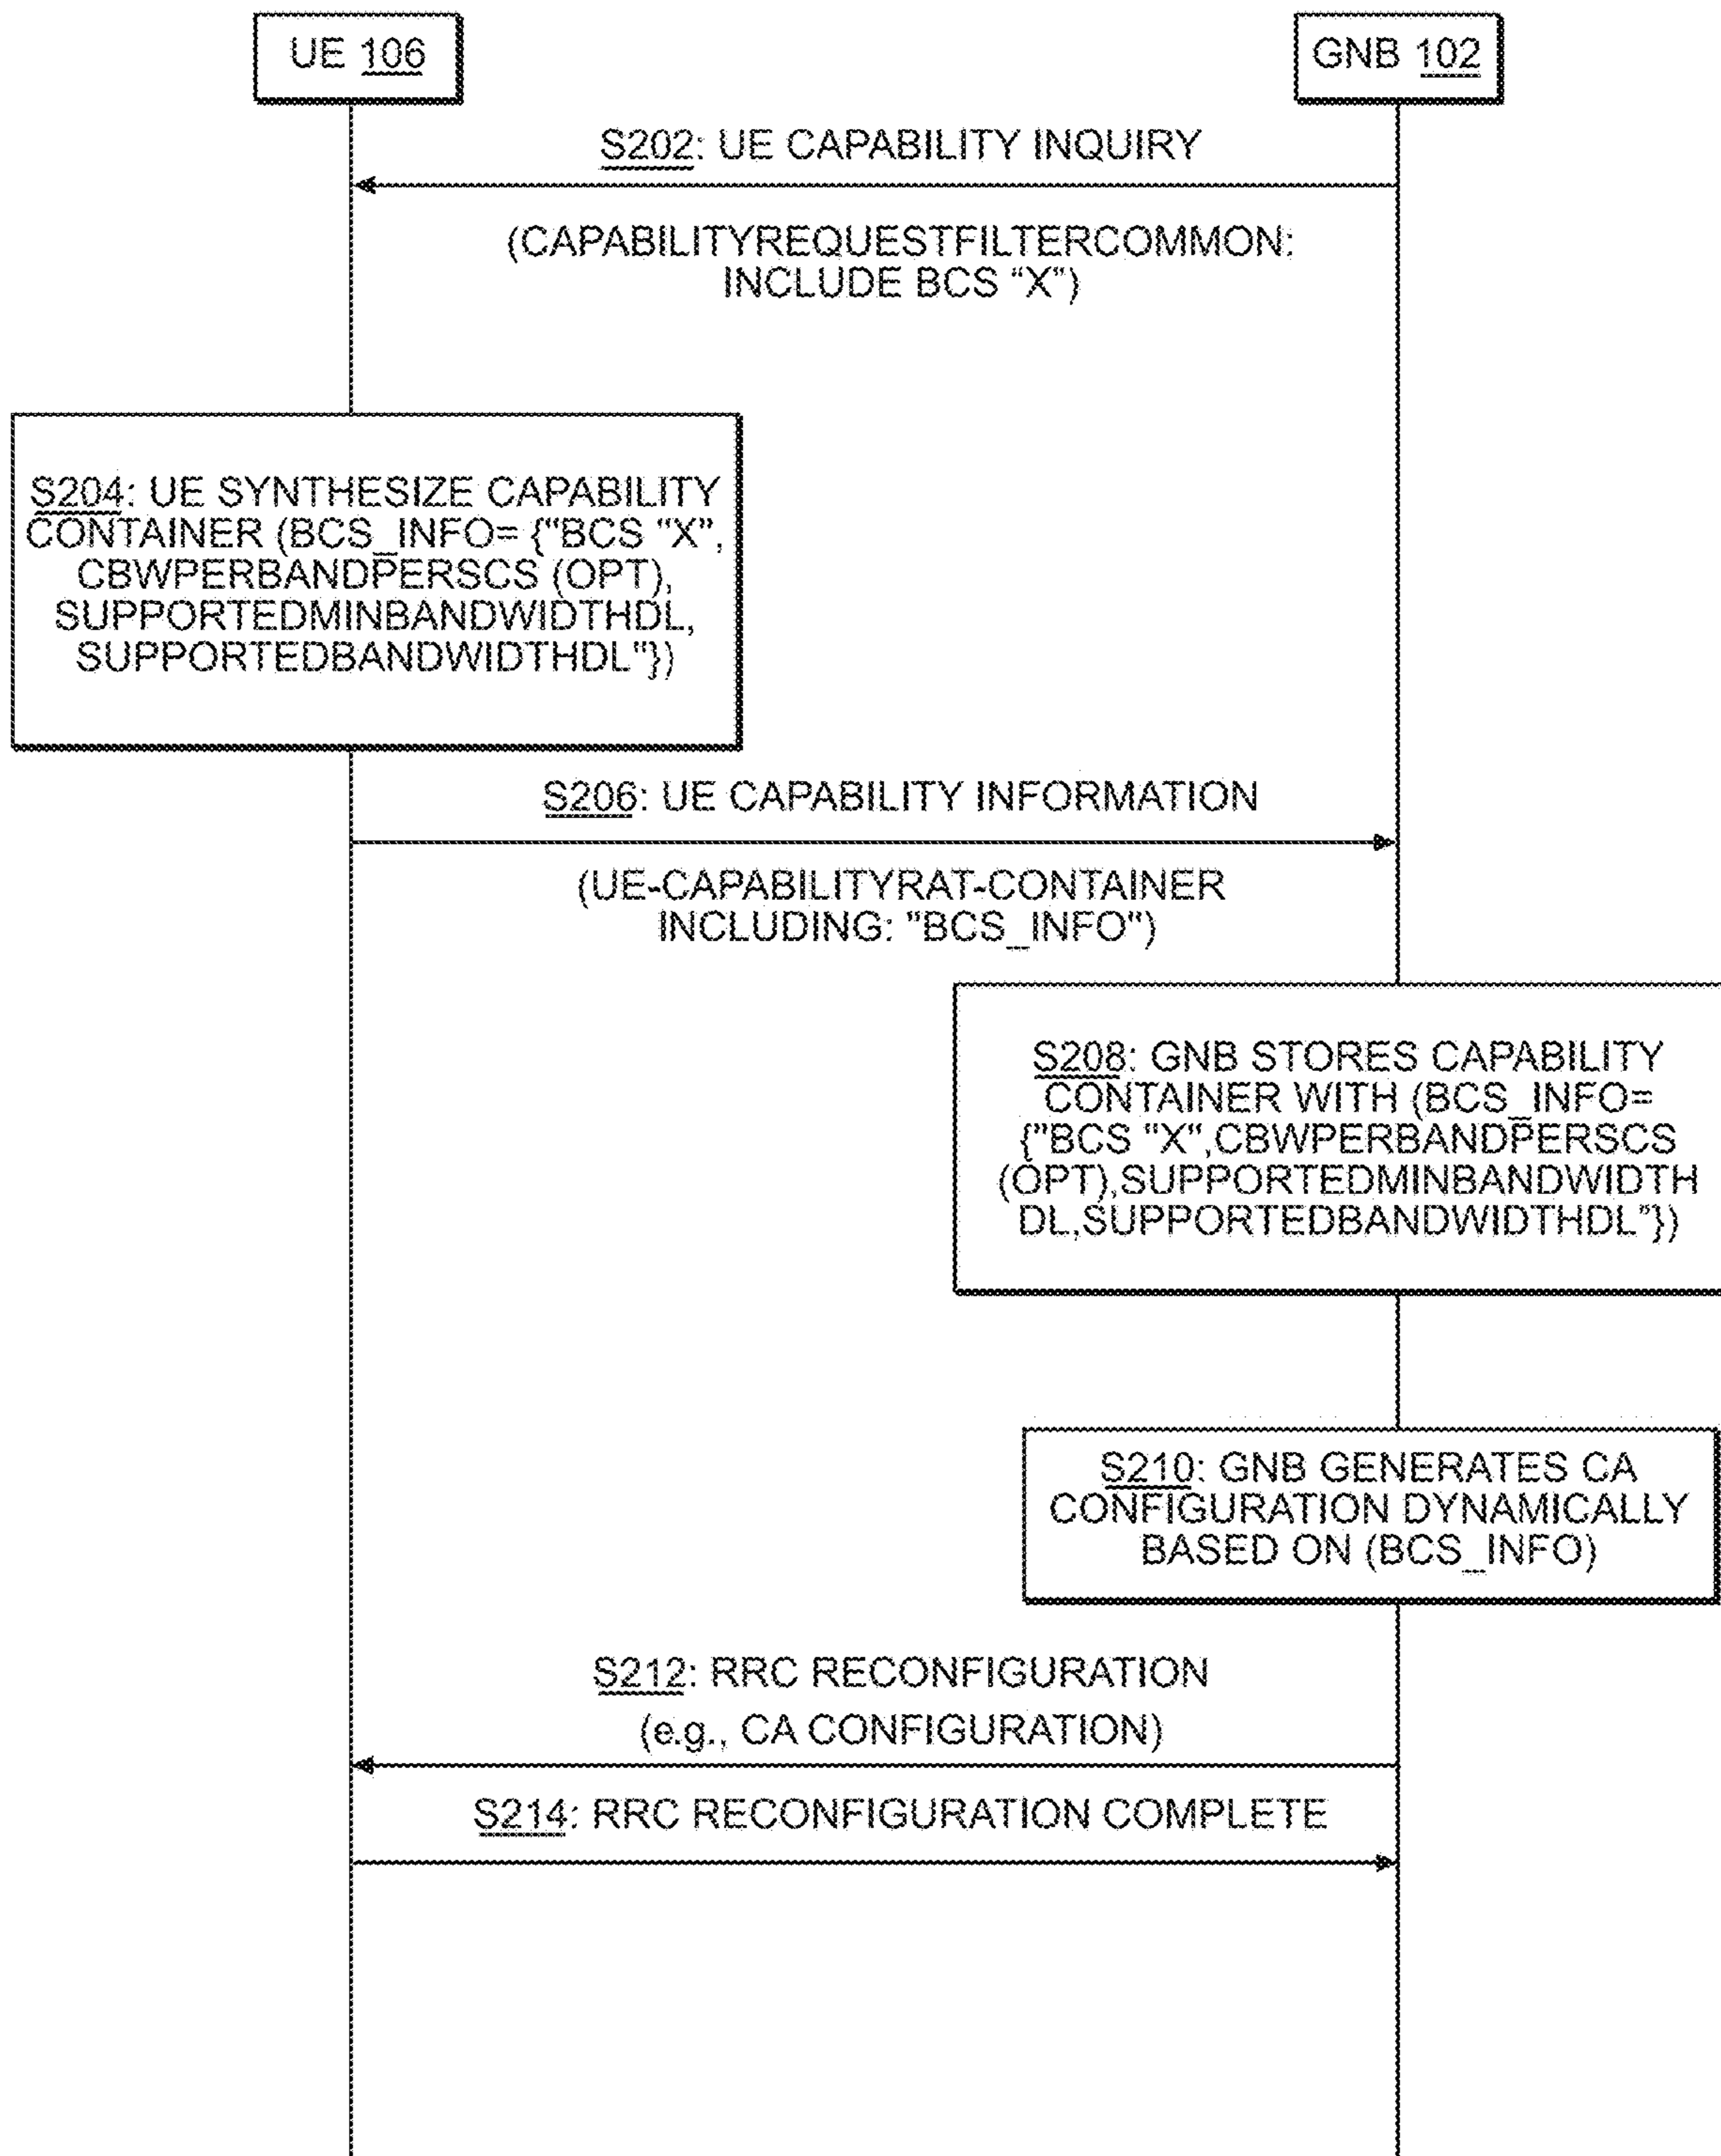 UE 106
GNB 102
S202: UE CAPABILITY INQUIRY
(CAPABILITYREQUESTFILTERCOMMON:
INCLUDE BCS “X”)
S204: UE SYNTHESIZE CAPABILITY
CONTAINER (BCS_INFO= {"BCS "X",
CBWPERBANDPERSCS (OPT),
SUPPORTEDMINBANDWIDTHDL,
SUPPORTEDBANDWIDTHDL"})
S206: UE CAPABILITY INFORMATION
(UE-CAPABILITYRAT-CONTAINER
INCLUDING: "BCS_INFO")
S208: GNB STORES CAPABILITY
CONTAINER WITH (BCS_INFO=
{"BCS "X",CBWPERBANDPERSCS
(OPT),SUPPORTEDMINBANDWIDTH
DL,SUPPORTEDBANDWIDTHDL"})
S210: GNB GENERATES CA
CONFIGURATION DYNAMICALLY
BASED ON (BCS_INFO)
S212: RRC RECONFIGURATION
(e.g., CA CONFIGURATION)
S214: RRC RECONFIGURATION COMPLETE